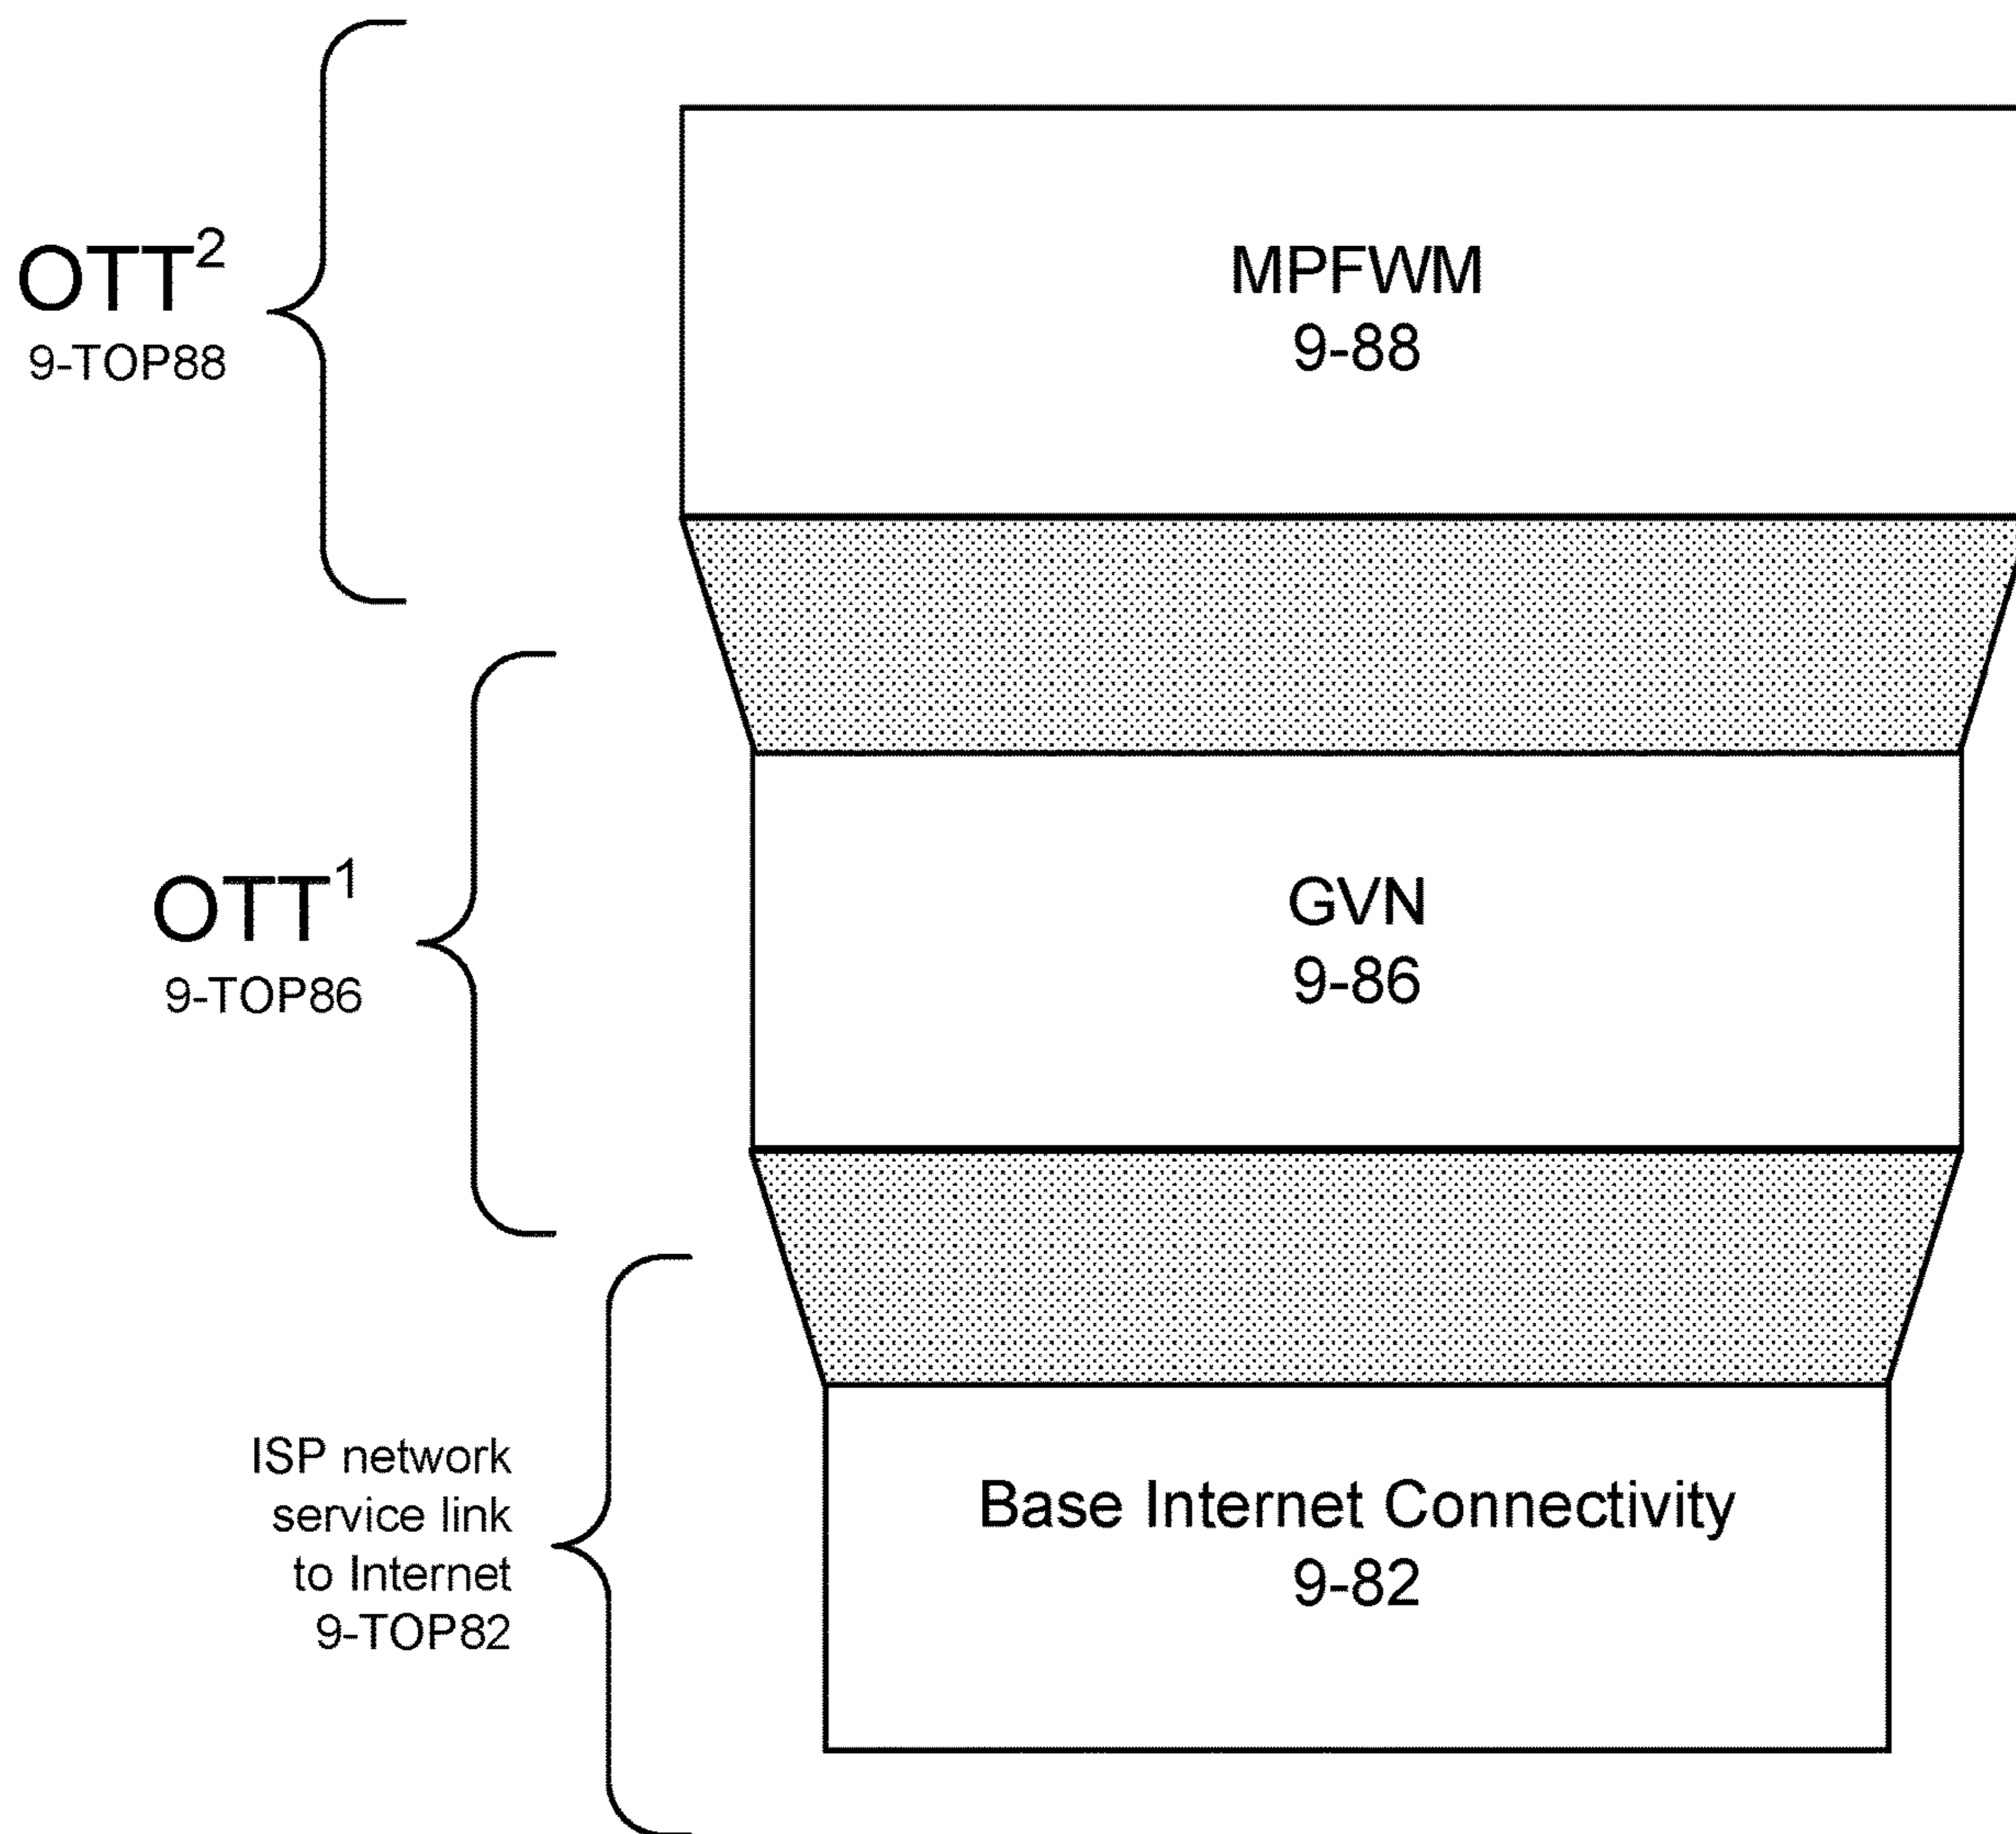 OTT²
9-TOP88
MPFWM
9-88
OTT¹
9-TOP86
GVN
9-86
ISP network
service link
to Internet
9-TOP82
Base Internet Connectivity
9-82